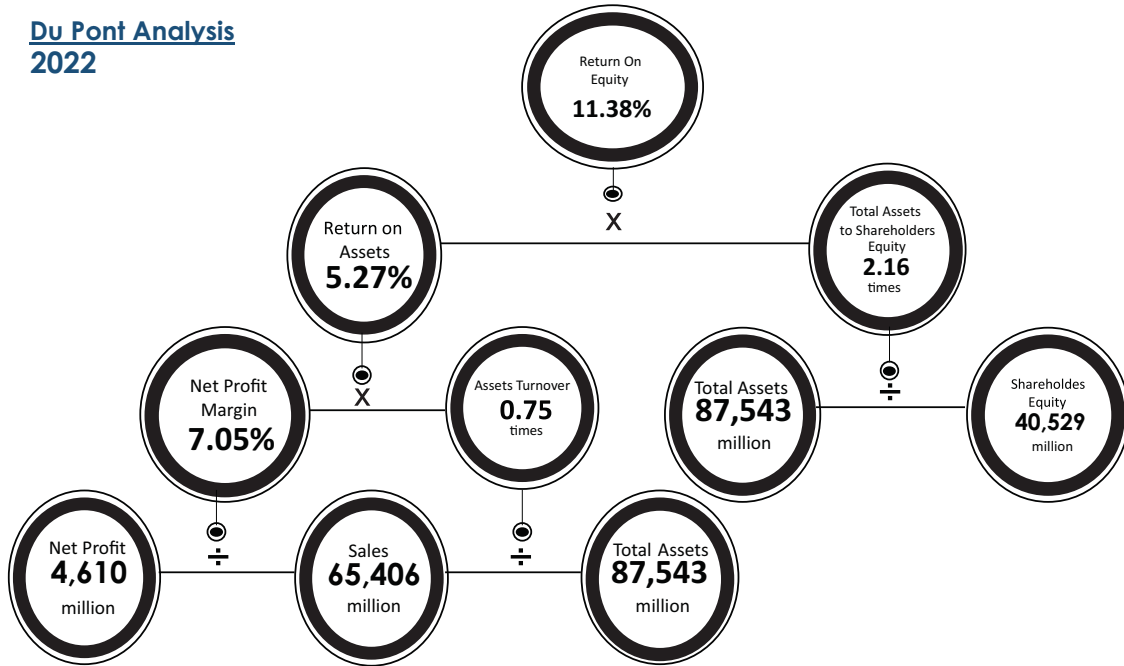 Du Pont Analysis
2022
Return On
Equity
11.38%
X
Return on
Assets
5.27%
Total Assets
to Shareholders
Equity
2.16
times
X
÷
Net Profit
Margin
7.05%
Assets Turnover
0.75
times
Total Assets
87,543
million
Shareholdes
Equity
40,529
million
÷
÷
Net Profit
4,610
million
Sales
65,406
million
Total Assets
87,543
million